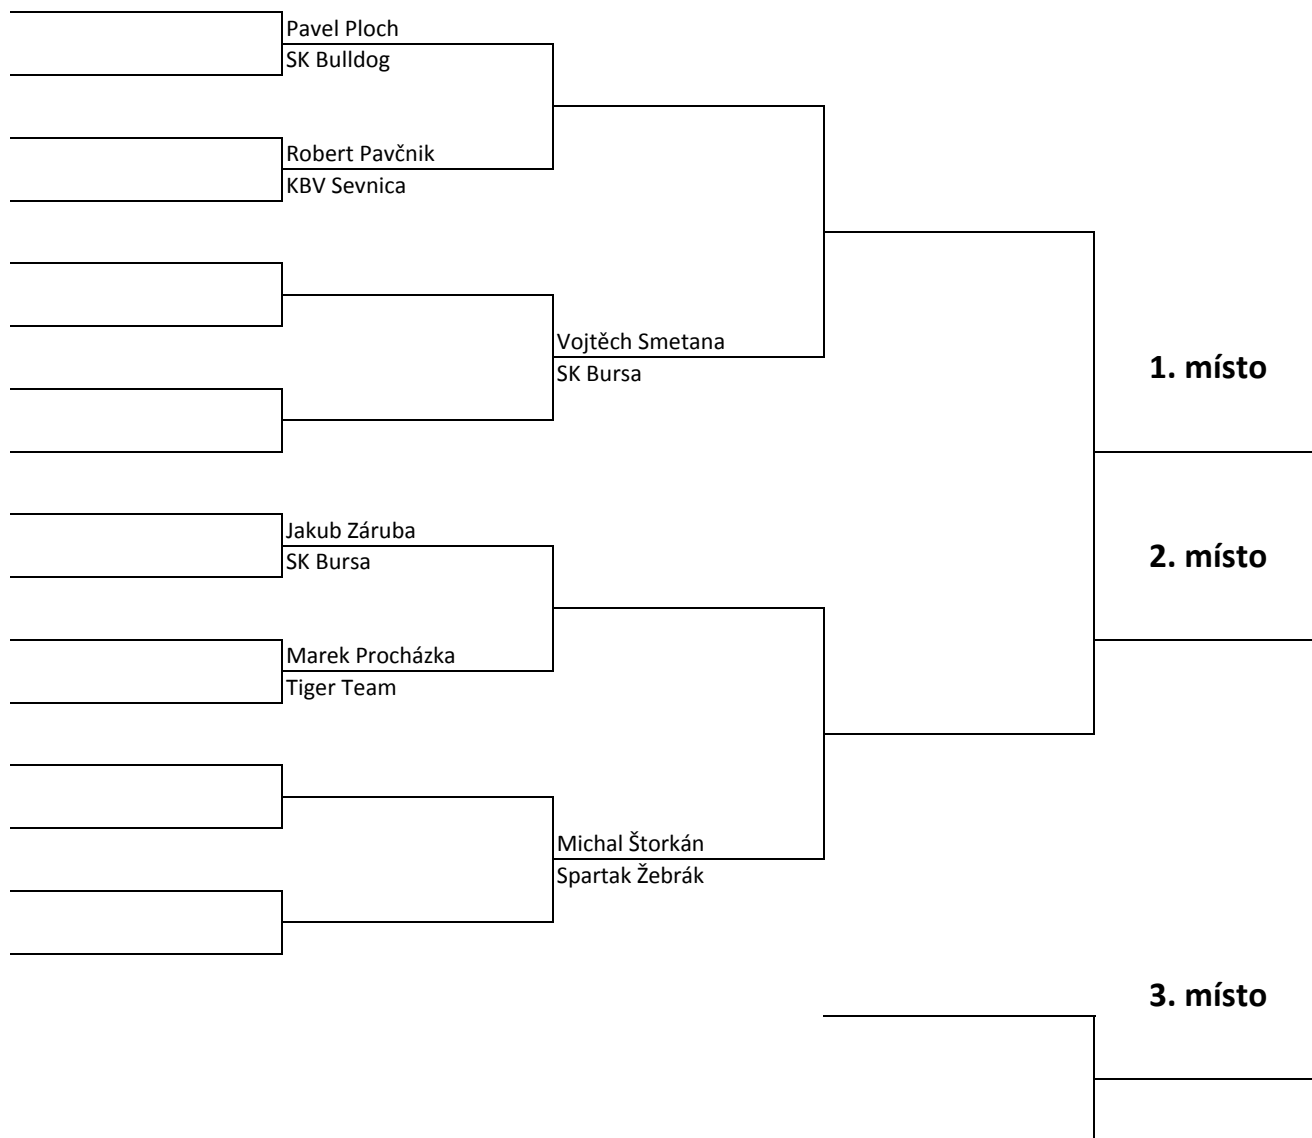 Pavel Ploch
SK Bulldog
Robert Pavčnik
KBV Sevnica
Vojtěch Smetana
SK Bursa
1. místo
Jakub Záruba
SK Bursa
2. místo
Marek Procházka
Tiger Team
Michal Štorkán
Spartak Žebrák
3. místo